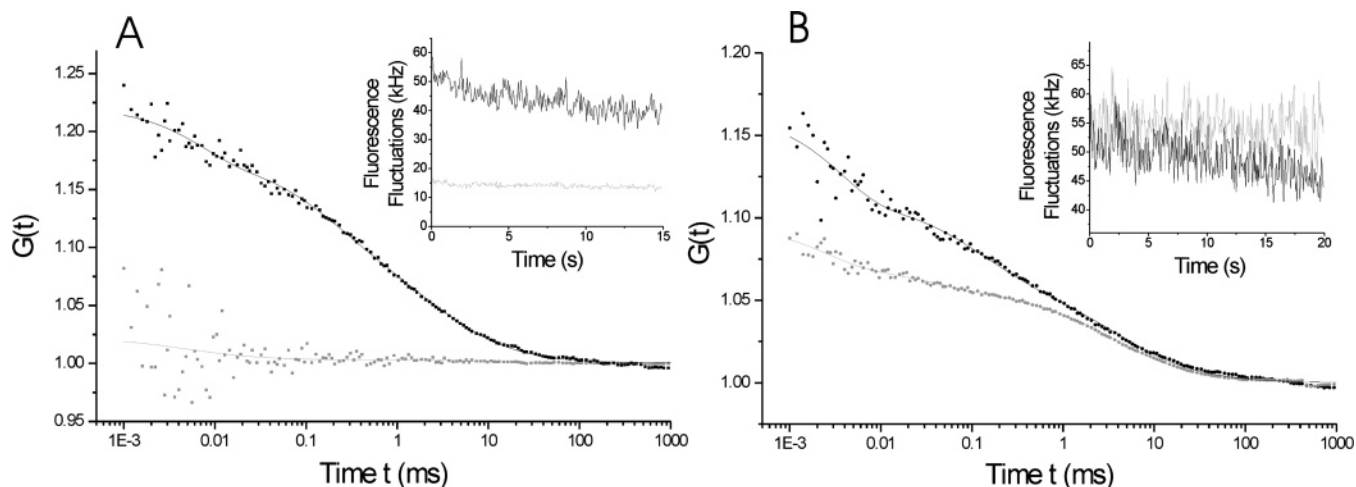 A
G(t)
1.25
1.20
1.15
1.10
1.05
1.00
0.95
1E-3 0.01 0.1 1 10 100 1000
Time t (ms)
Fluorescence
Fluctuations (kHz)
60
50
40
30
20
10
0
0 5 10 15
Time (s)
B
G(t)
1.20
1.15
1.10
1.05
1.00
1E-3 0.01 0.1 1 10 100 1000
Time t (ms)
Fluorescence
Fluctuations (kHz)
65
60
55
50
45
40
0 5 10 15 20
Time (s)